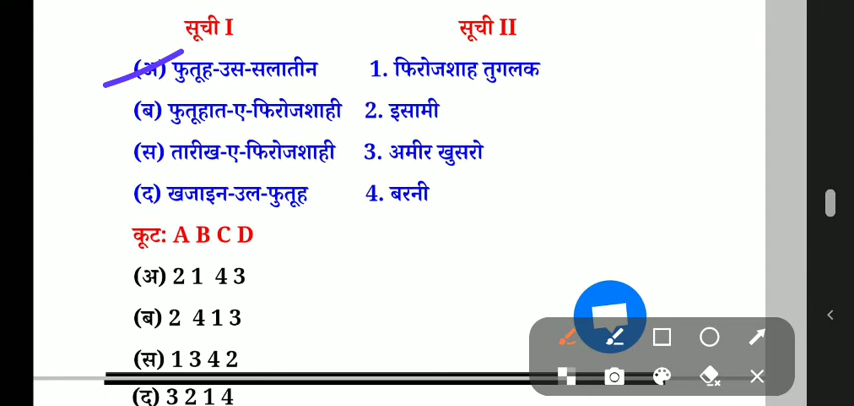 सूची I सूची II
(अ) फुतूह-उस-सलातीन 1. फिरोजशाह तुगलक
(ब) फुतूहात-ए-फिरोजशाही 2. इसामी
(स) तारीख-ए-फिरोजशाही 3. अमीर खुसरो
(द) खजाइन-उल-फुतूह 4. बरनी
कूट: A B C D
(अ) 2 1 4 3
(ब) 2 4 1 3
(स) 1 3 4 2
(द) 3 2 1 4